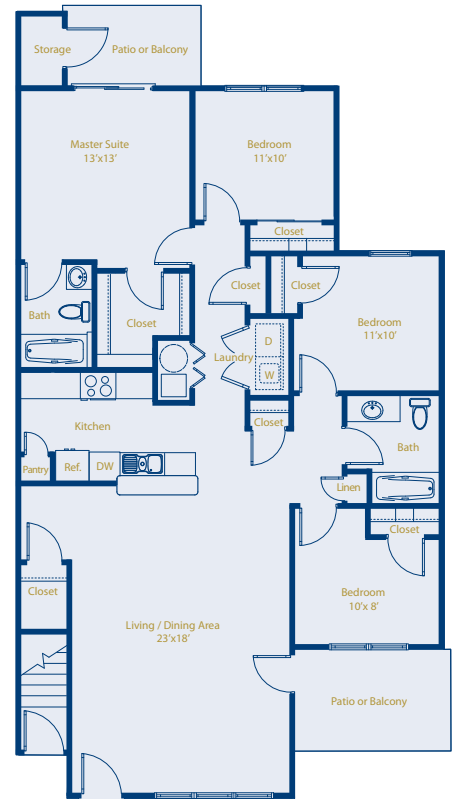 Storage
Patio or Balcony
Master Suite
13'x13'
Bedroom
11'x10'
Closet
Closet
Closet
Bath
Closet
Bedroom
11'x10'
D
Laundry
W
Closet
Kitchen
Bath
Pantry
Ref.
DW
Linen
Closet
Closet
Bedroom
10'x 8'
Living / Dining Area
23'x18'
Patio or Balcony